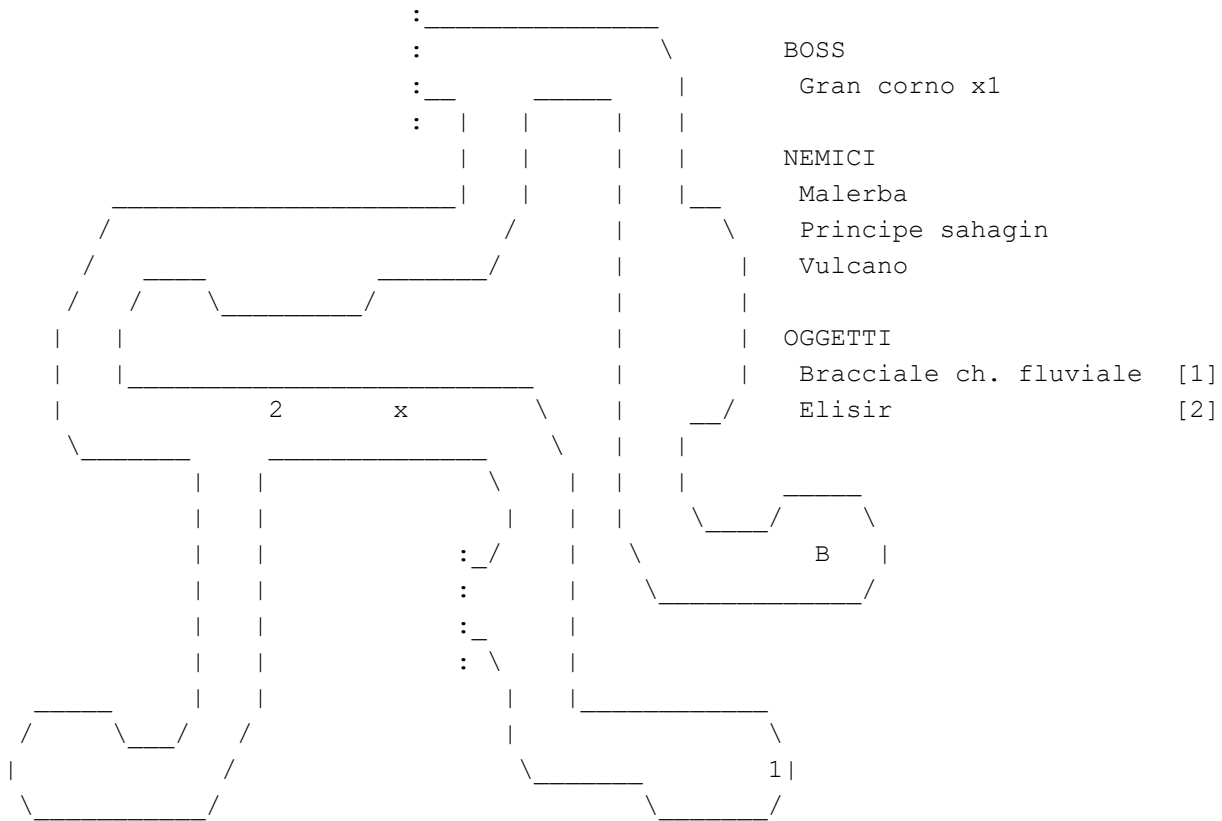 BOSS
Gran corno x1
NEMICI
Malerba
Principe sahagin
Vulcano
OGGETTI
Bracciale ch. fluviale [1]
2 x Elisir [2]
B
1